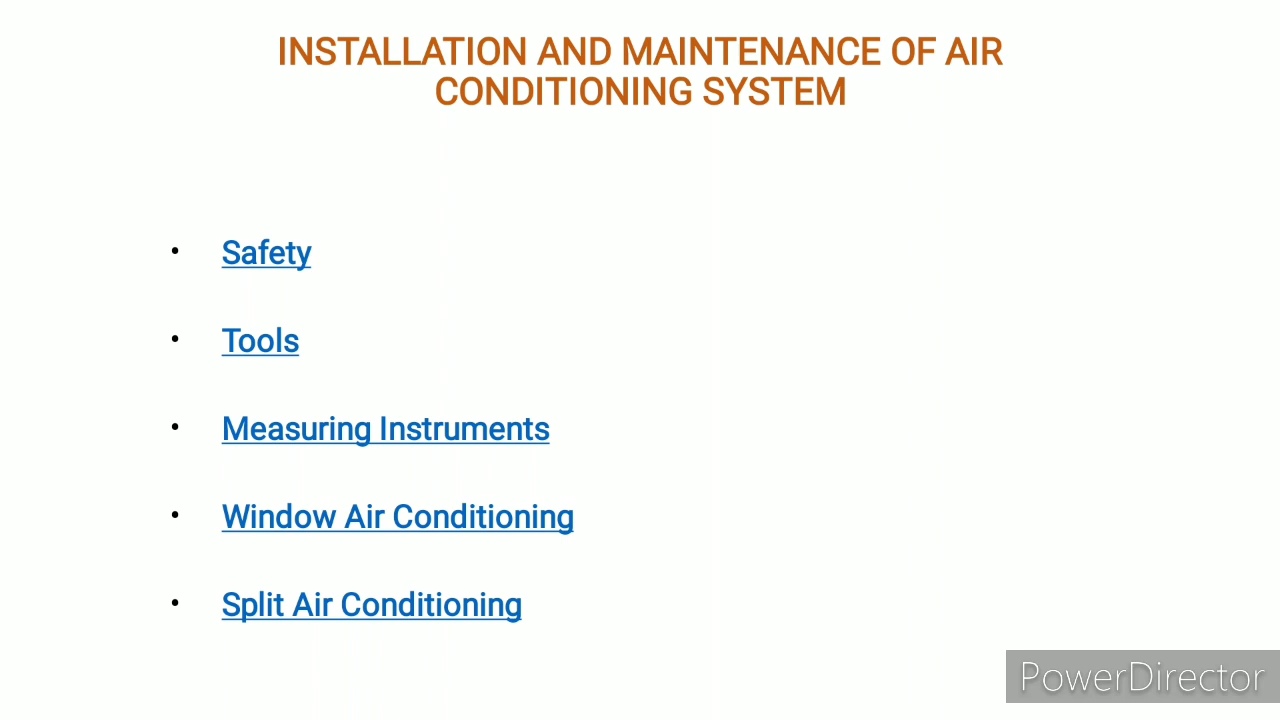 INSTALLATION AND MAINTENANCE OF AIR
CONDITIONING SYSTEM
• Safety
• Tools
• Measuring Instruments
• Window Air Conditioning
• Split Air Conditioning
PowerDirector